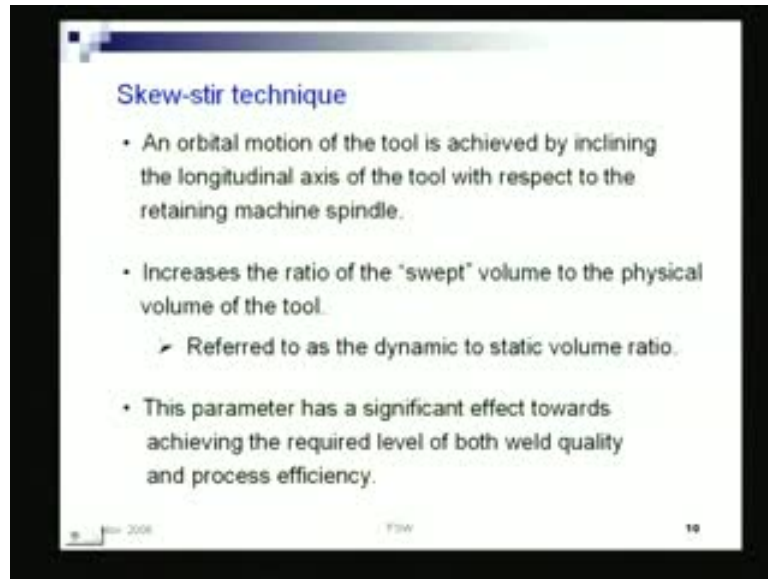 Skew-stir technique
• An orbital motion of the tool is achieved by inclining
the longitudinal axis of the tool with respect to the
retaining machine spindle.
• Increases the ratio of the "swept" volume to the physical
volume of the tool.
➢ Referred to as the dynamic to static volume ratio.
• This parameter has a significant effect towards
achieving the required level of both weld quality
and process efficiency.
2006 FSW 10